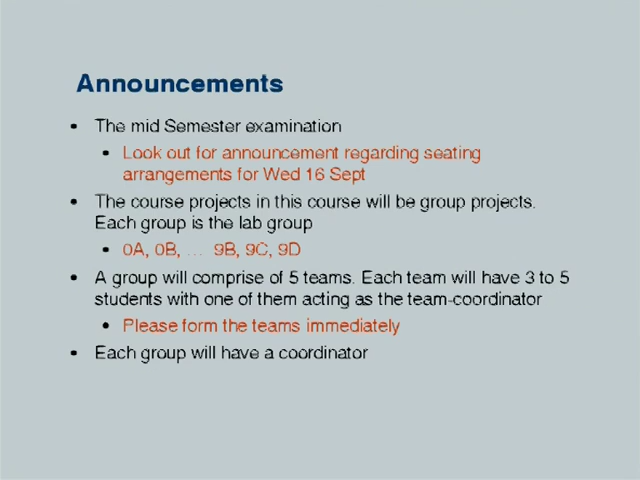 Announcements
• The mid Semester examination
• Look out for announcement regarding seating
arrangements for Wed 16 Sept
• The course projects in this course will be group projects.
Each group is the lab group
• 0A, 0B, … 9B, 9C, 9D
• A group will comprise of 5 teams. Each team will have 3 to 5
students with one of them acting as the team-coordinator
• Please form the teams immediately
• Each group will have a coordinator